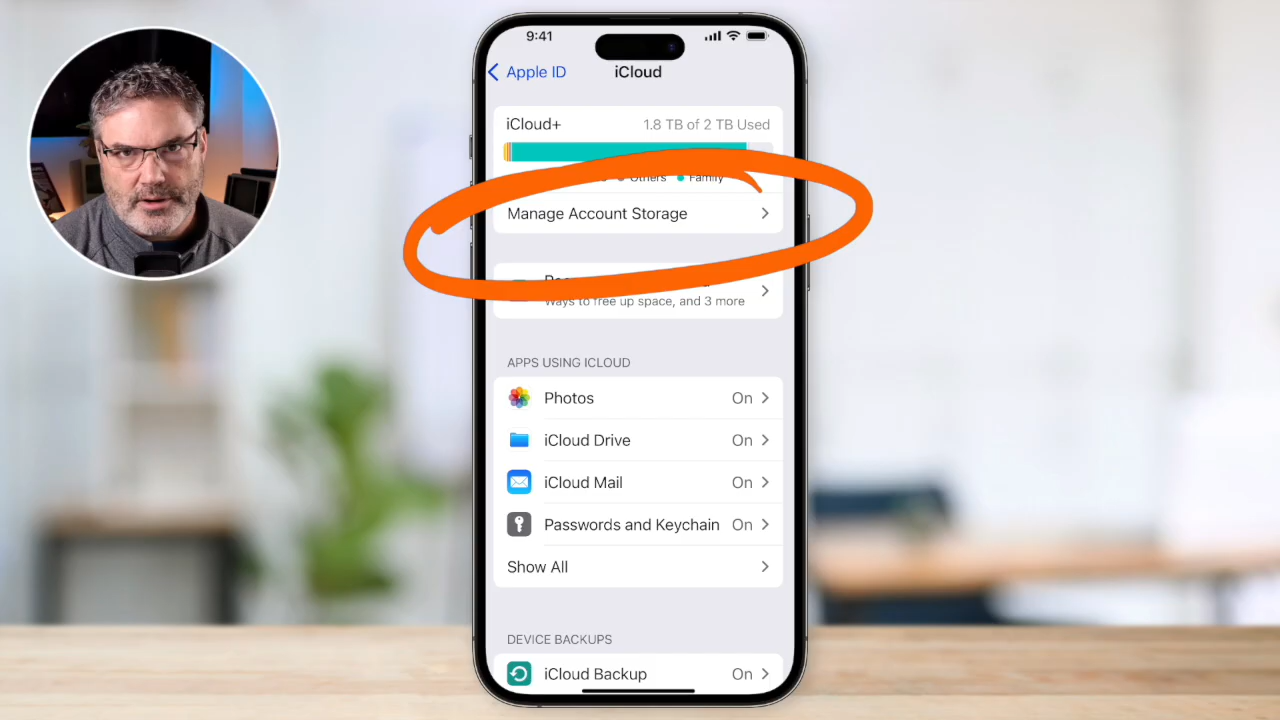 9:41
Apple ID
iCloud
iCloud+
1.8 TB of 2 TB Used
Others
Family
Manage Account Storage
Ways to free up space, and 3 more
APPS USING ICLOUD
Photos
On
iCloud Drive
On
iCloud Mail
On
Passwords and Keychain
On
Show All
DEVICE BACKUPS
iCloud Backup
On